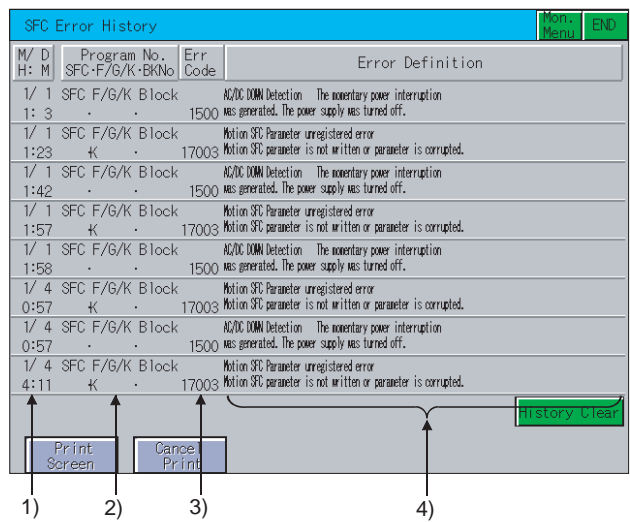 SFC Error History Mon. Menu END
M/ D H: M Program No. SFC·F/G/K·BKNo Err Code Error Definition
1/ 1 SFC F/G/K Block AC/DC DOWN Detection The momentary power interruption
1: 3 · · 1500 was generated. The power supply was turned off.
1/ 1 SFC F/G/K Block Motion SFC Parameter unregistered error
1:23 K · 17003 Motion SFC parameter is not written or parameter is corrupted.
1/ 1 SFC F/G/K Block AC/DC DOWN Detection The momentary power interruption
1:42 · · 1500 was generated. The power supply was turned off.
1/ 1 SFC F/G/K Block Motion SFC Parameter unregistered error
1:57 K · 17003 Motion SFC parameter is not written or parameter is corrupted.
1/ 1 SFC F/G/K Block AC/DC DOWN Detection The momentary power interruption
1:58 · · 1500 was generated. The power supply was turned off.
1/ 4 SFC F/G/K Block Motion SFC Parameter unregistered error
0:57 K · 17003 Motion SFC parameter is not written or parameter is corrupted.
1/ 4 SFC F/G/K Block AC/DC DOWN Detection The momentary power interruption
0:57 · · 1500 was generated. The power supply was turned off.
1/ 4 SFC F/G/K Block Motion SFC Parameter unregistered error
4:11 K · 17003 Motion SFC parameter is not written or parameter is corrupted.
History Clear
Print Screen Cancel Print
1) 2) 3) 4)